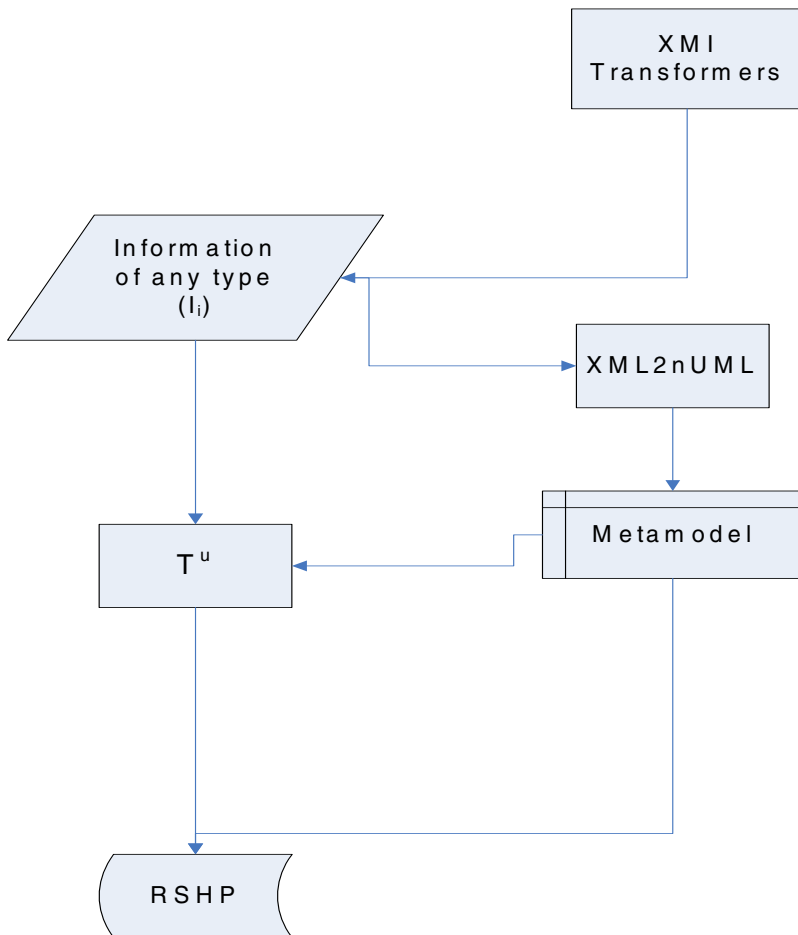 XMI
Transformers
Information
of any type
(Iᵢ)
XML2nUML
Metamodel
Tᵘ
RSHP